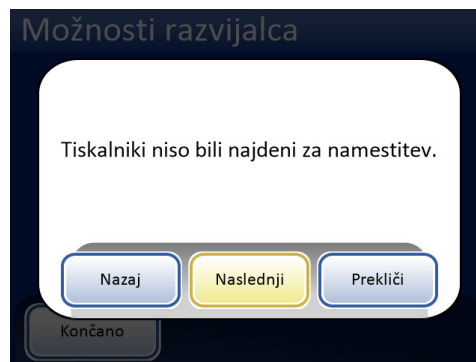 Možnosti razvijalca
Tiskalniki niso bili najdeni za namestitev.
Nazaj
Naslednji
Prekliči
Končano